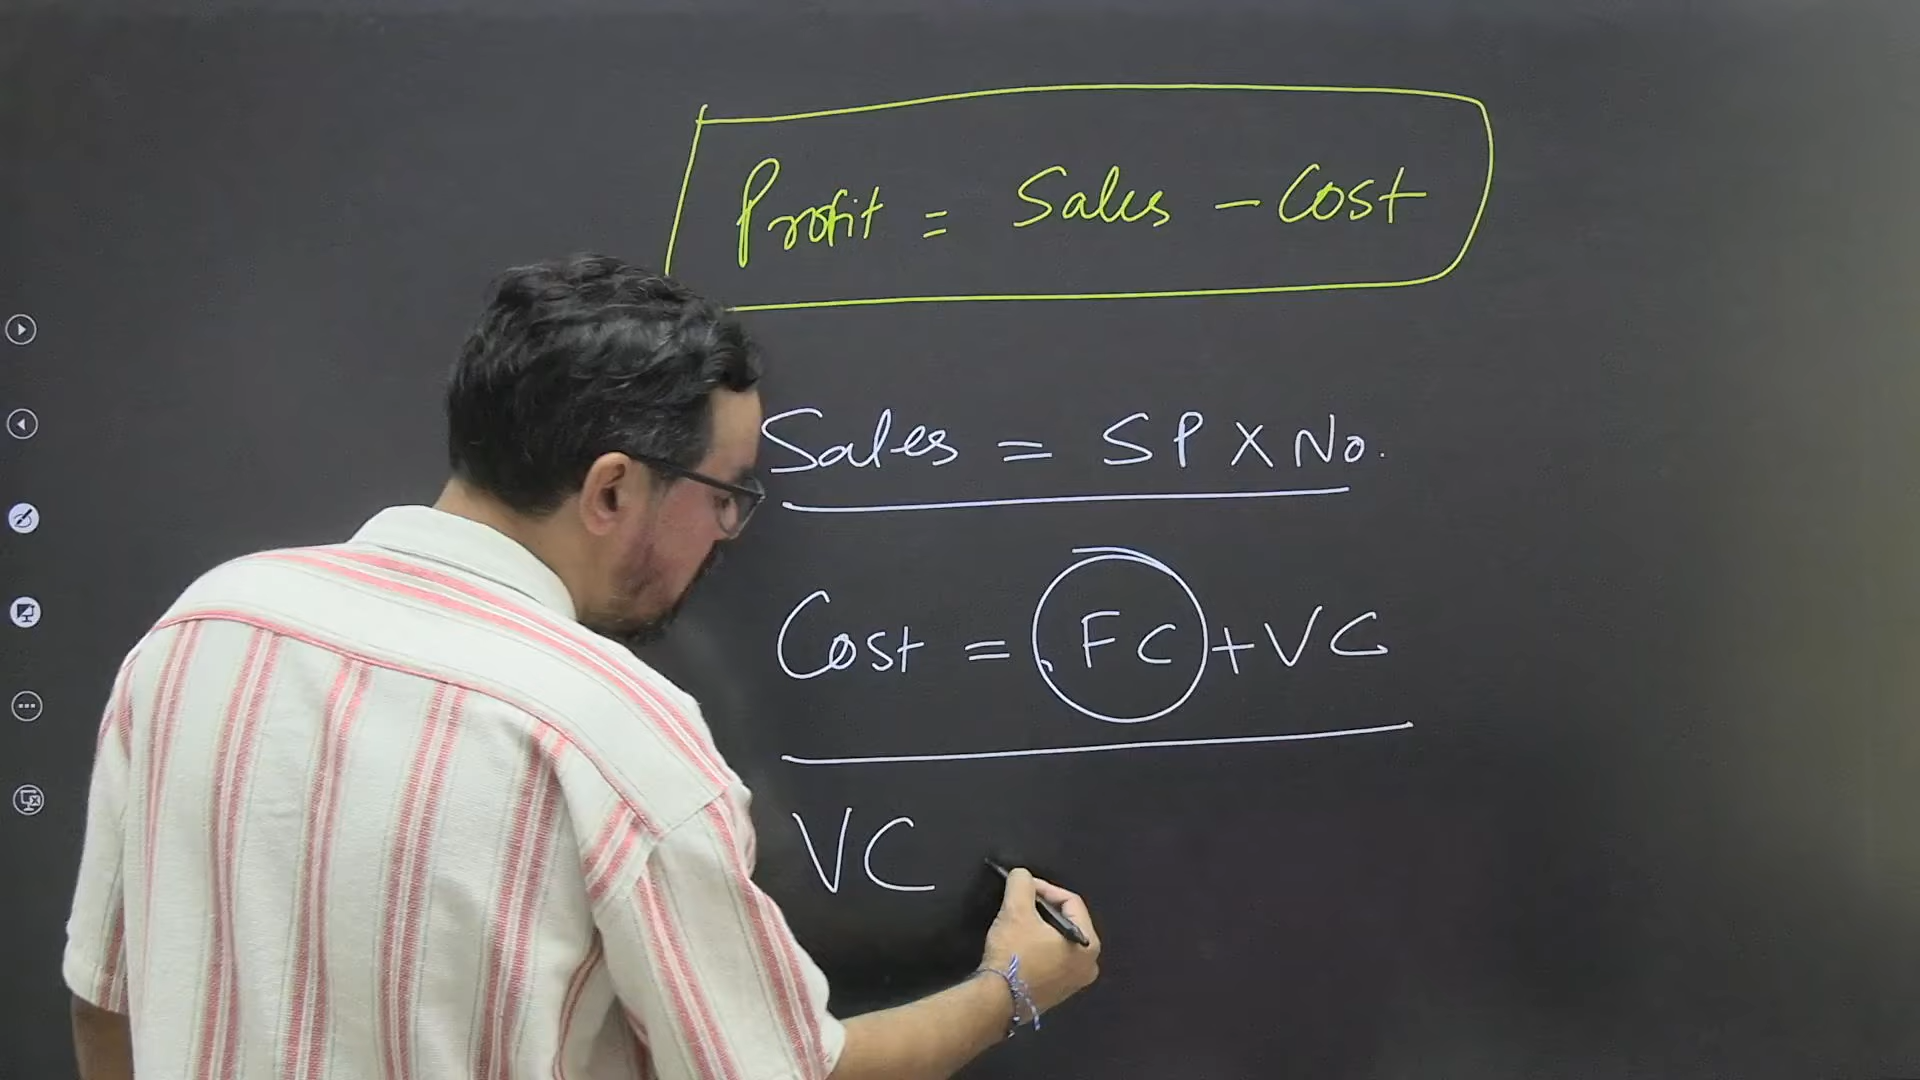 Profit = Sales - Cost
Sales = SP X No.
Cost = FC + VC
VC